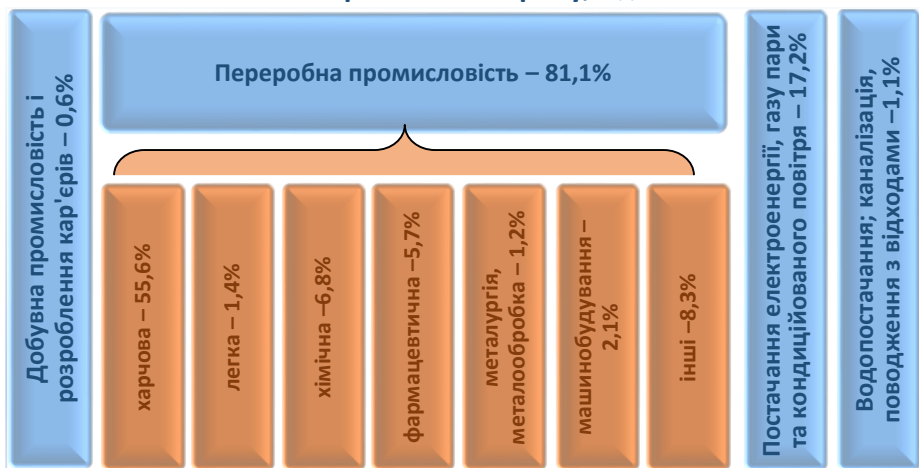 Добувна промисловість і
розроблення кар'єрів – 0,6%
Переробна промисловість – 81,1%
харчова – 55,6%
легка – 1,4%
хімічна –6,8%
фармацевтична –5,7%
металургія,
металообробка – 1,2%
машинобудування –
2,1%
інші –8,3%
Постачання електроенергії, газу пари
та кондиційованого повітря – 17,2%
Водопостачання; каналізація,
поводження з відходами –1,1%